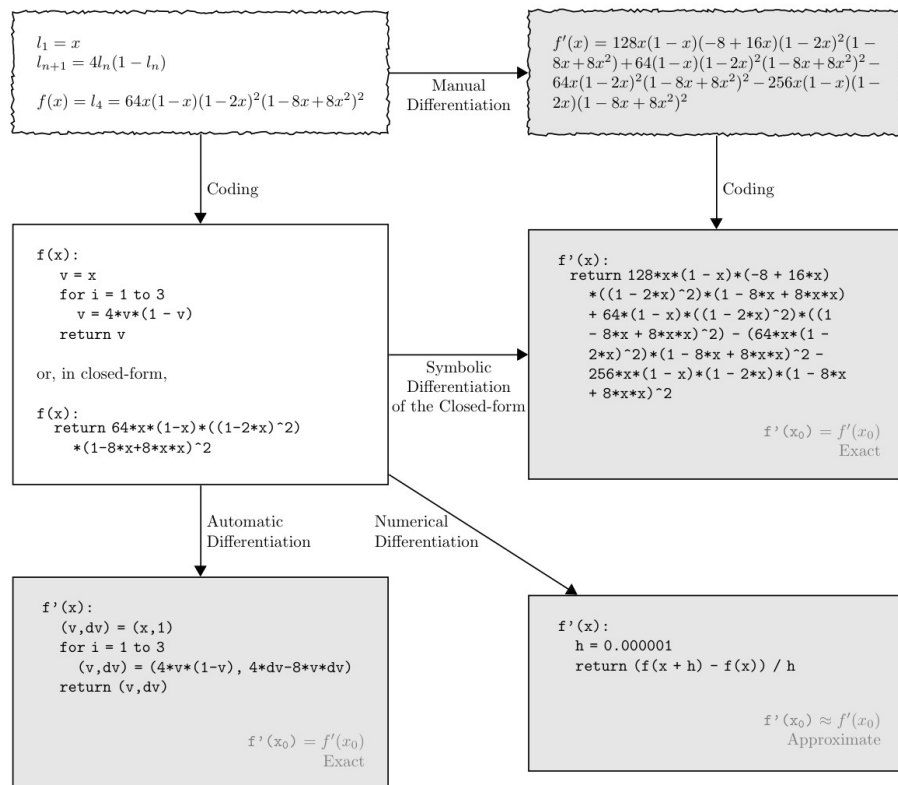 l_1 = x
l_{n+1} = 4l_n(1 − l_n)
f(x) = l_4 = 64x(1−x)(1−2x)^2(1−8x+8x^2)^2
Manual
Differentiation
f′(x) = 128x(1 − x)(−8 + 16x)(1 − 2x)^2(1 −
8x+8x^2)+64(1−x)(1−2x)^2(1−8x+8x^2)^2−
64x(1−2x)^2(1−8x+8x^2)^2−256x(1−x)(1−
2x)(1 − 8x + 8x^2)^2
Coding
Coding
f(x):
v = x
for i = 1 to 3
v = 4*v*(1 - v)
return v
or, in closed-form,
f(x):
return 64*x*(1-x)*((1-2*x)^2)
*(1-8*x+8*x*x)^2
Symbolic
Differentiation
of the Closed-form
f'(x):
return 128*x*(1 - x)*(-8 + 16*x)
*((1 - 2*x)^2)*(1 - 8*x + 8*x*x)
+ 64*(1 - x)*((1 - 2*x)^2)*((1
- 8*x + 8*x*x)^2) - (64*x*(1 -
2*x)^2)*(1 - 8*x + 8*x*x)^2 -
256*x*(1 - x)*(1 - 2*x)*(1 - 8*x
+ 8*x*x)^2
f'(x_0) = f′(x_0)
Exact
Automatic
Differentiation
Numerical
Differentiation
f'(x):
(v,dv) = (x,1)
for i = 1 to 3
(v,dv) = (4*v*(1-v), 4*dv-8*v*dv)
return (v,dv)
f'(x_0) = f′(x_0)
Exact
f'(x):
h = 0.000001
return (f(x + h) - f(x)) / h
f'(x_0) ≈ f′(x_0)
Approximate